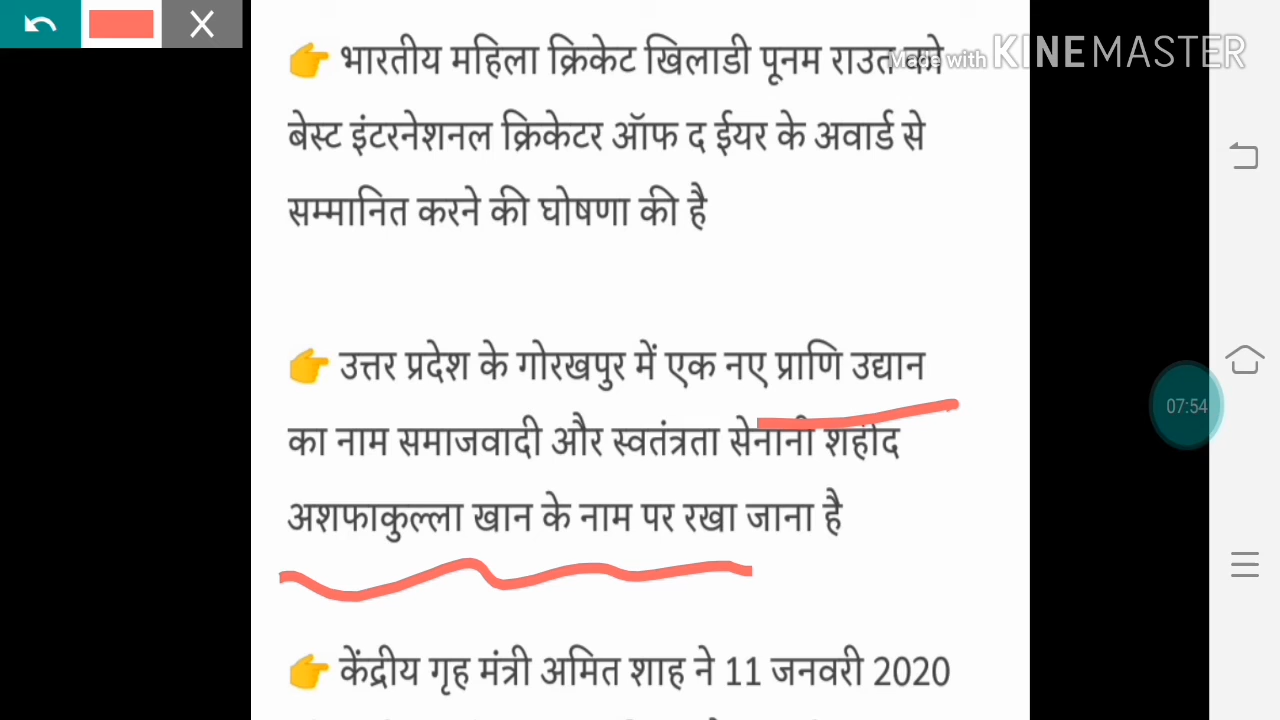 Made with KINEMASTER
👉 भारतीय महिला क्रिकेट खिलाडी पूनम राउत को
बेस्ट इंटरनेशनल क्रिकेटर ऑफ द ईयर के अवार्ड से
सम्मानित करने की घोषणा की है
👉 उत्तर प्रदेश के गोरखपुर में एक नए प्राणि उद्यान
का नाम समाजवादी और स्वतंत्रता सेनानी शहीद
अशफाकुल्ला खान के नाम पर रखा जाना है
07:54
👉 केंद्रीय गृह मंत्री अमित शाह ने 11 जनवरी 2020